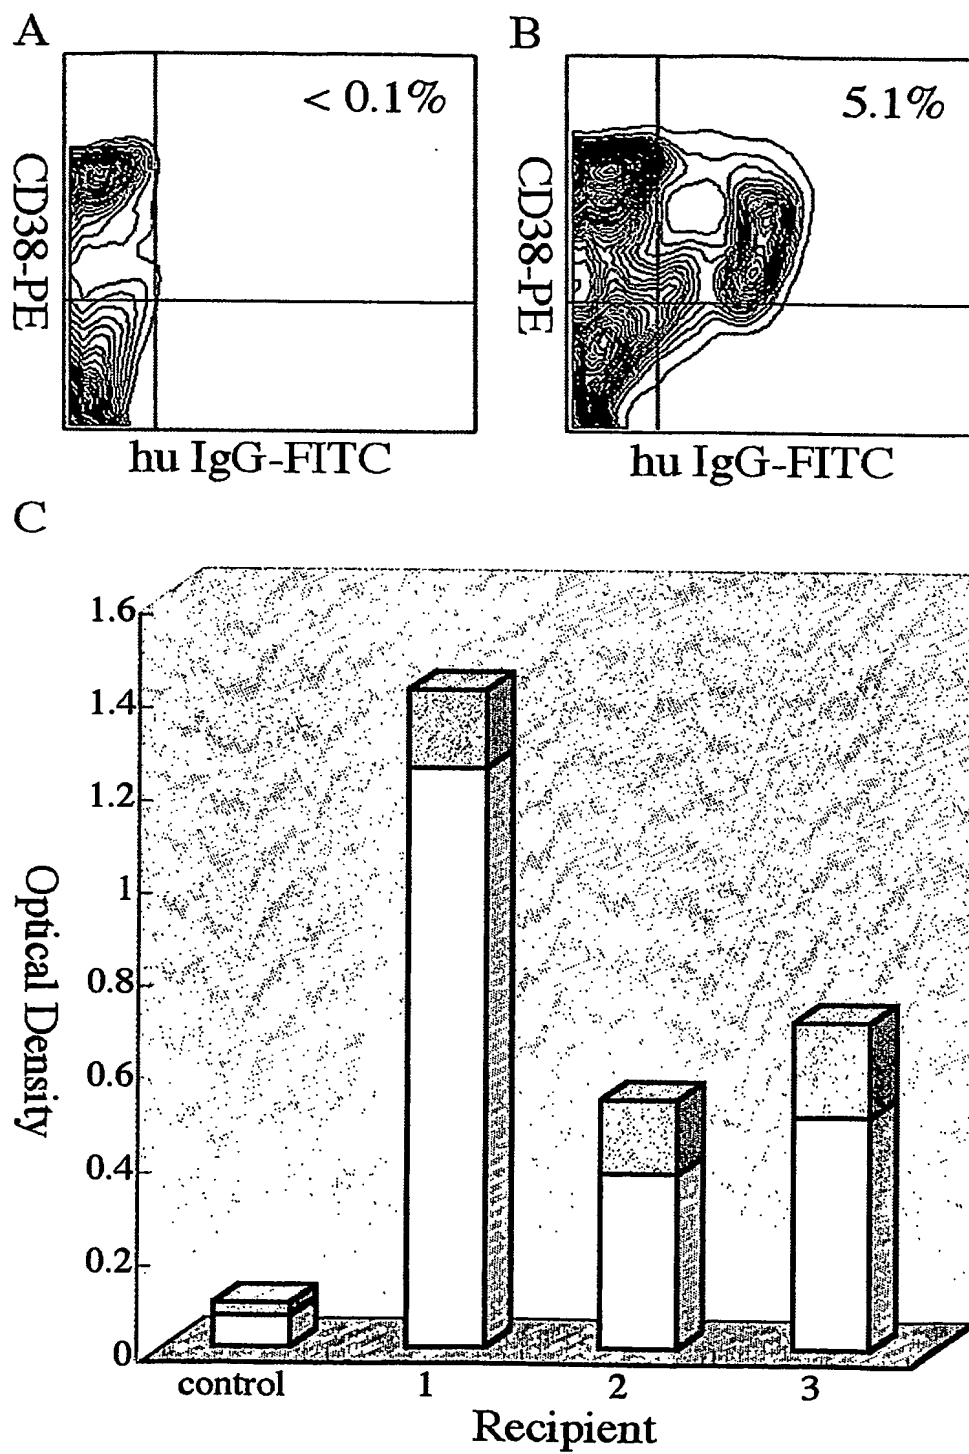 A
B
< 0.1%
5.1%
CD38-PE
CD38-PE
hu IgG-FITC
hu IgG-FITC
C
1.6
1.4
1.2
1
0.8
0.6
0.4
0.2
0
Optical Density
control
1
2
3
Recipient